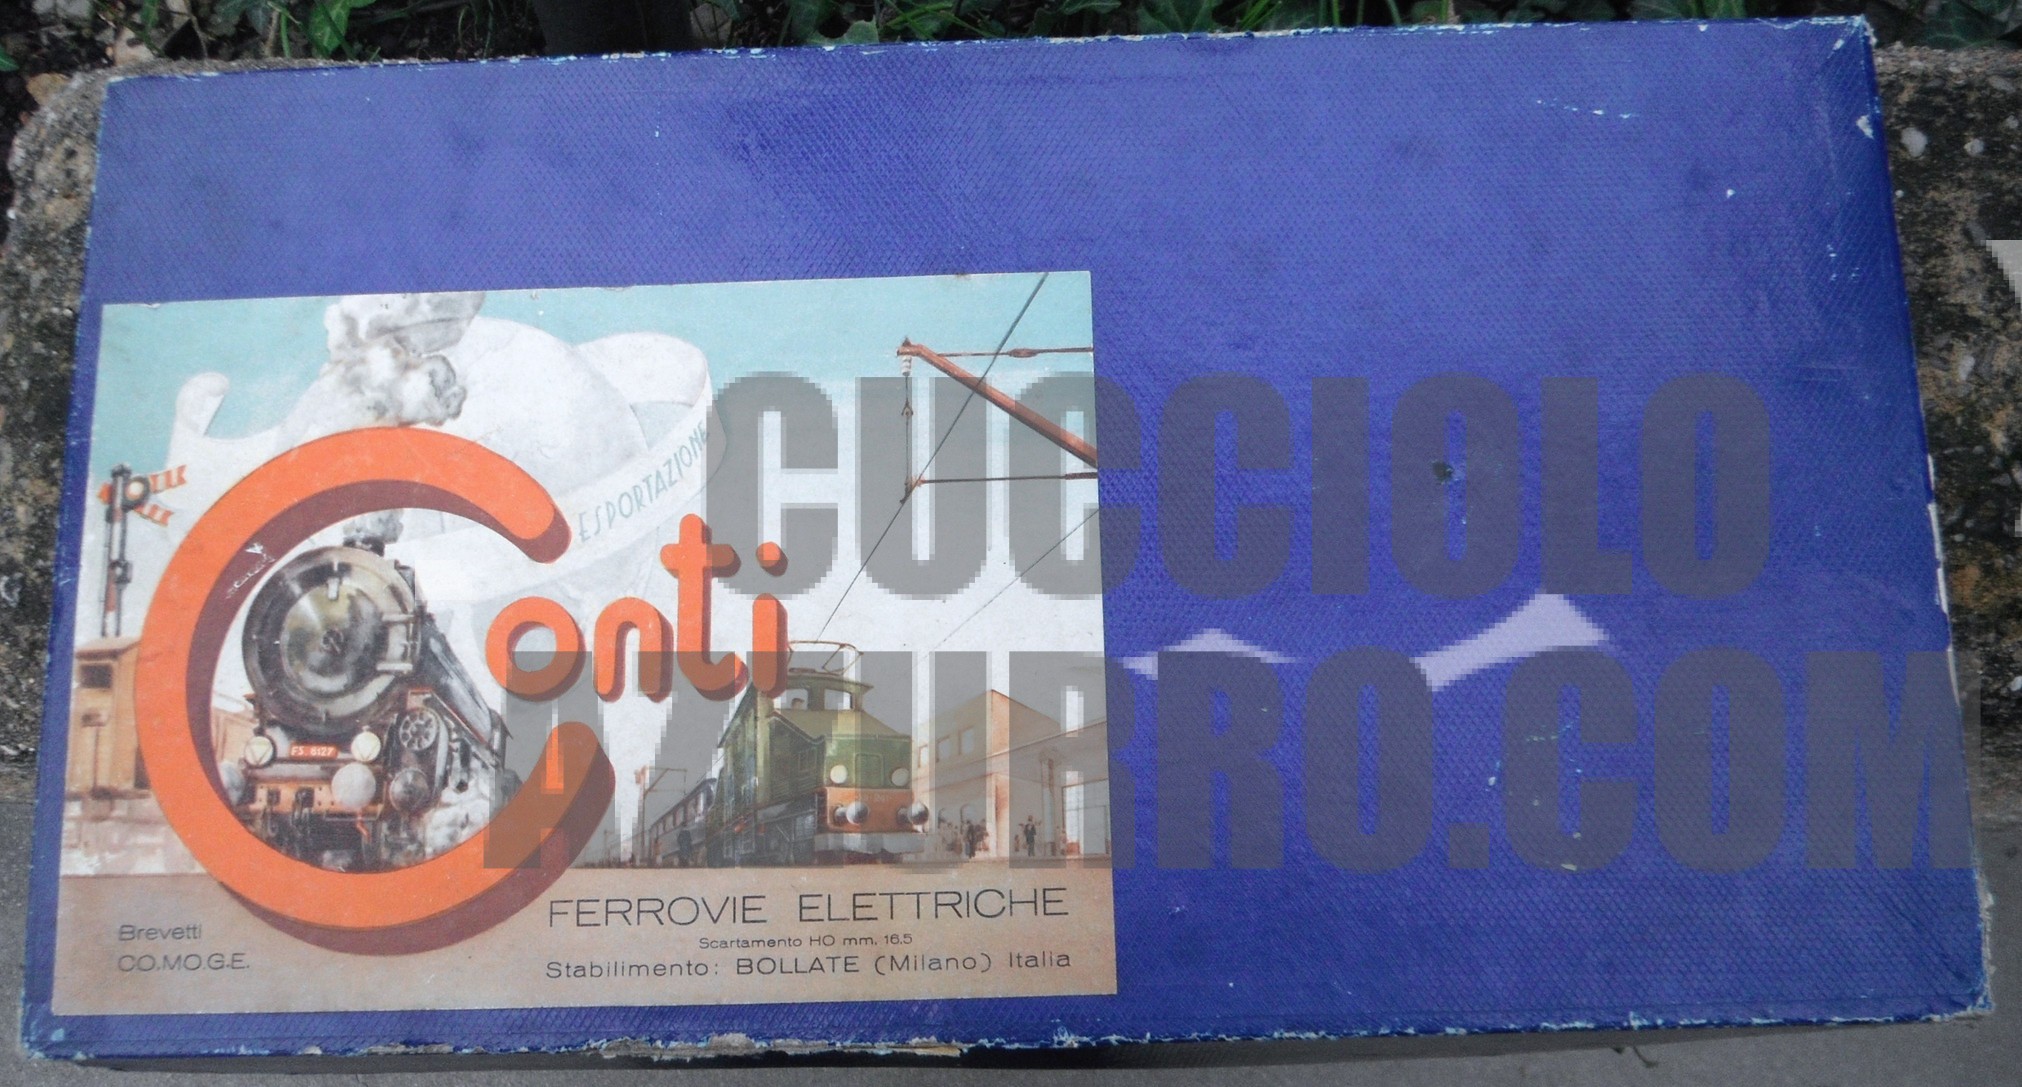 ESPORTAZIONE
Conti
FS. 6127
FERROVIE ELETTRICHE
Scartamento HO mm. 16.5
Stabilimento: BOLLATE (Milano) Italia
Brevetti
CO.MO.G.E.
CUCCIOLO
AZZURRO.COM